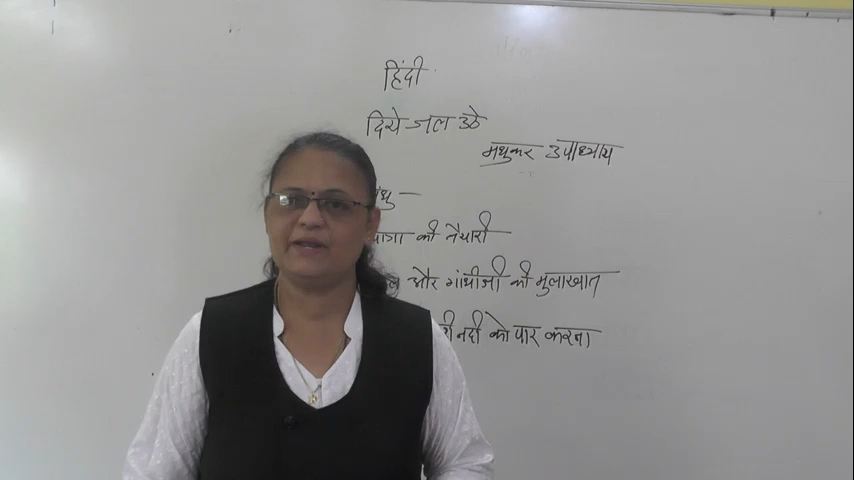 हिंदी
दिये जल उठे
मधुकर उपाध्याय
की तैयारी
और गांधीजी की मुलाखात
नदी को पार करना